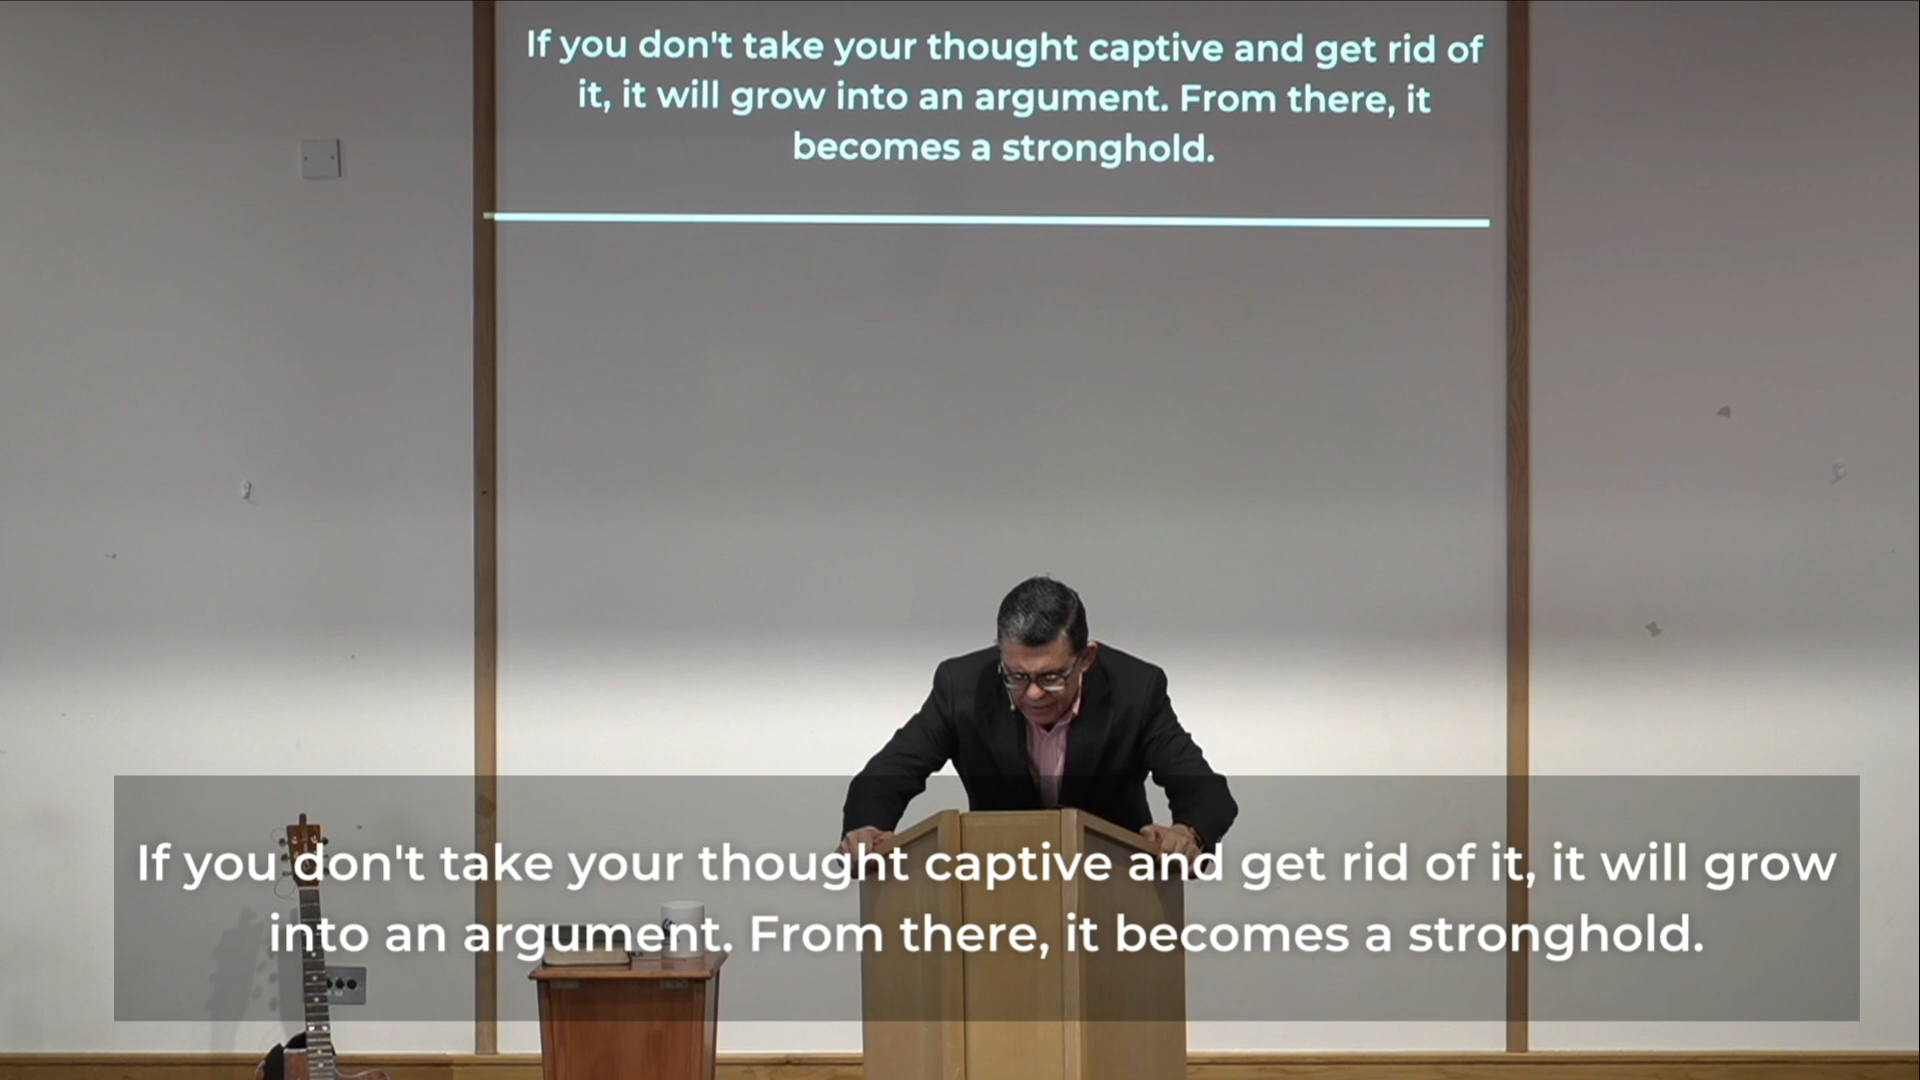 If you don't take your thought captive and get rid of
it, it will grow into an argument. From there, it
becomes a stronghold.
If you don't take your thought captive and get rid of it, it will grow
into an argument. From there, it becomes a stronghold.